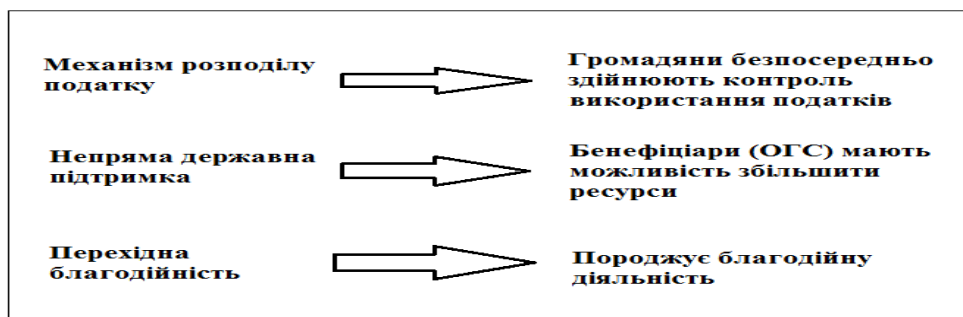 Механізм розподілу
податку
Громадяни безпосередньо
здійнюють контроль
використання податків
Непряма державна
підтримка
Бенефіціари (ОГС) мають
можливість збільшити
ресурси
Перехідна
благодійність
Породжує благодійну
діяльність